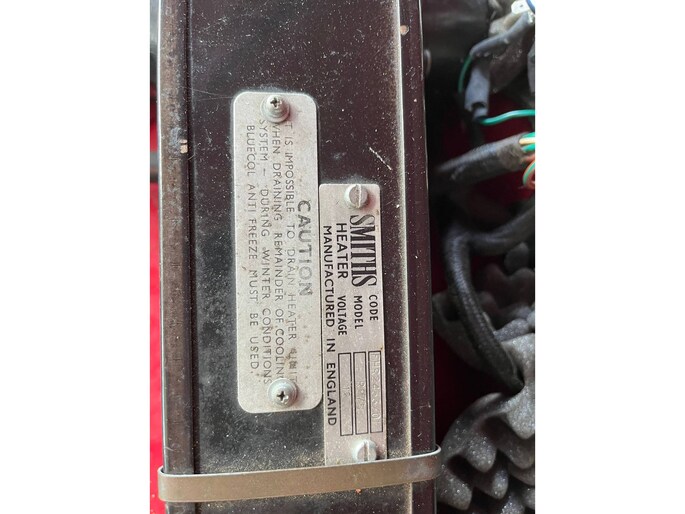 CAUTION
IT IS IMPOSSIBLE TO DRAIN HEATER UNIT
WHEN DRAINING REMAINDER OF COOLING
SYSTEM – DURING WINTER CONDITIONS
BLUECOL ANTI FREEZE MUST BE USED.
SMITHS CODE
HEATER MODEL
VOLTAGE
MANUFACTURED IN ENGLAND